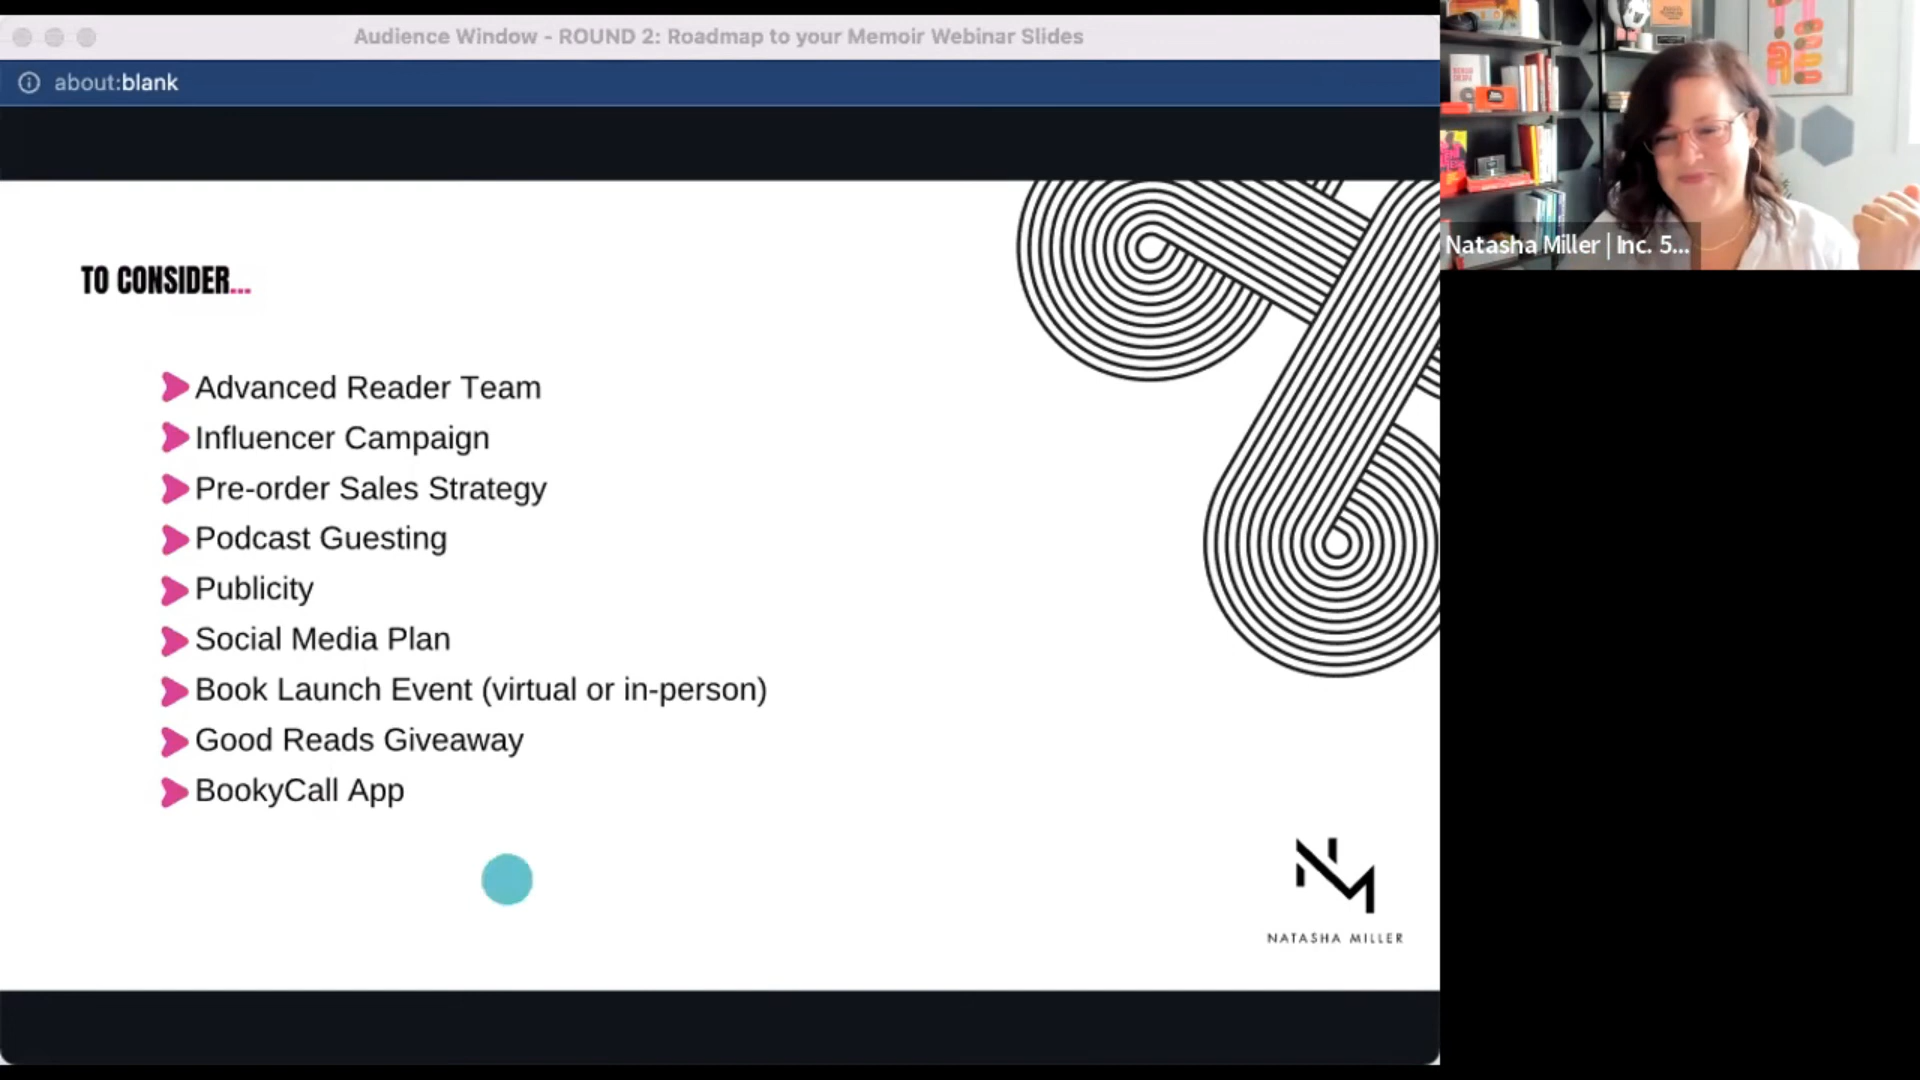 Audience Window - ROUND 2: Roadmap to your Memoir Webinar Slides
about:blank
Natasha Miller | Inc. 5...
TO CONSIDER...
Advanced Reader Team
Influencer Campaign
Pre-order Sales Strategy
Podcast Guesting
Publicity
Social Media Plan
Book Launch Event (virtual or in-person)
Good Reads Giveaway
BookyCall App
NM
NATASHA MILLER